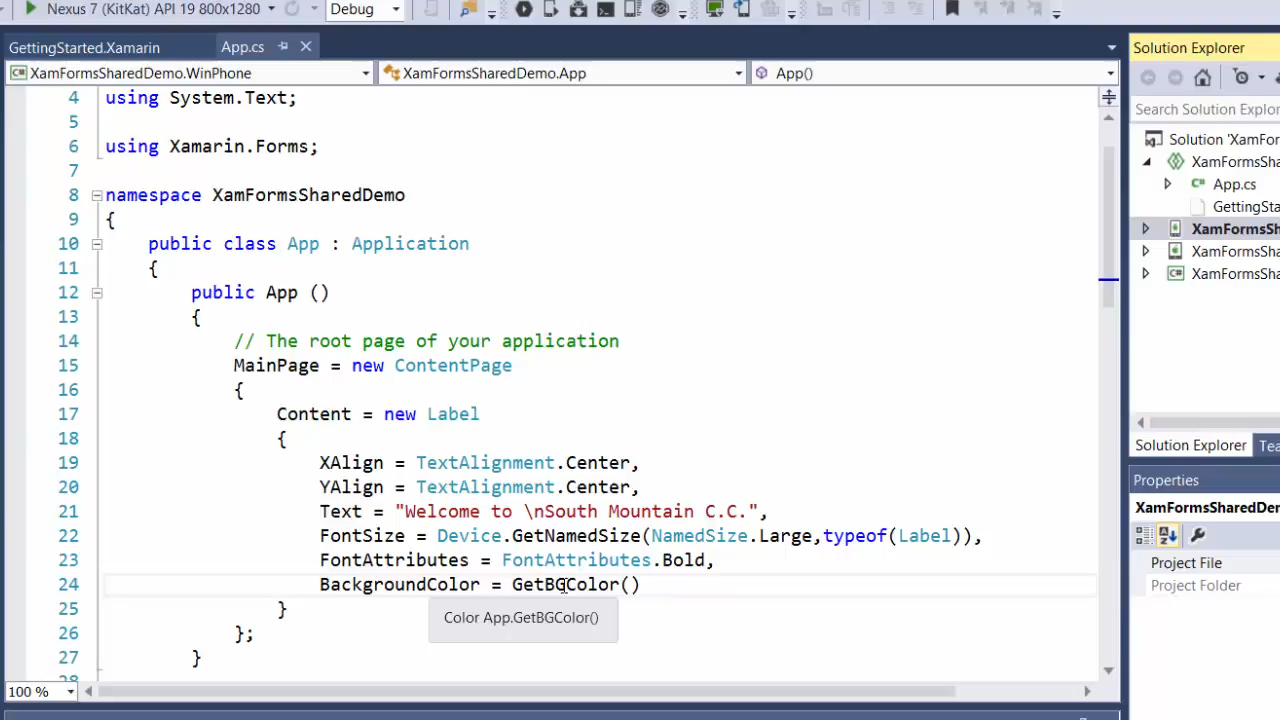 Nexus 7 (KitKat) API 19 800x1280)
Debug
GettingStarted.Xamarin
App.cs
Solution Explorer
XamFormsSharedDemo.WinPhone
XamFormsSharedDemo.App
App()
4 using System.Text;
5
6 using Xamarin.Forms;
7
8 namespace XamFormsSharedDemo
9 {
10 public class App : Application
11 {
12 public App ()
13 {
14 // The root page of your application
15 MainPage = new ContentPage
16 {
17 Content = new Label
18 {
19 XAlign = TextAlignment.Center,
20 YAlign = TextAlignment.Center,
21 Text = "Welcome to \nSouth Mountain C.C.",
22 FontSize = Device.GetNamedSize(NamedSize.Large,typeof(Label)),
23 FontAttributes = FontAttributes.Bold,
24 BackgroundColor = GetBGColor()
25 }
Color App.GetBGColor()
26 };
27 }
100 %
Search Solution Explor
Solution 'XamFo
XamFormsSha
App.cs
GettingSta
XamFormsSh
XamFormsSha
XamFormsSha
Solution Explorer
Tea
Properties
XamFormsSharedDe
Project File
Project Folder